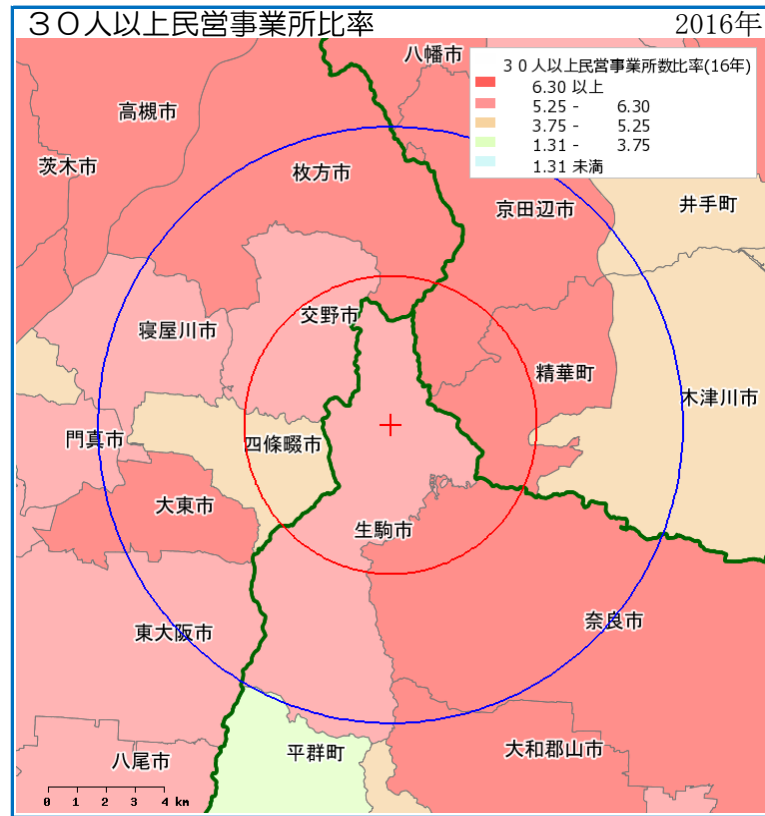 ３０人以上民営事業所比率
2016年
３０人以上民営事業所数比率(16年)
6.30 以上
5.25 - 6.30
3.75 - 5.25
1.31 - 3.75
1.31 未満
八幡市
高槻市
茨木市
枚方市
京田辺市
井手町
交野市
寝屋川市
精華町
木津川市
門真市
四條畷市
大東市
生駒市
東大阪市
奈良市
八尾市
平群町
大和郡山市
0 1 2 3 4 km